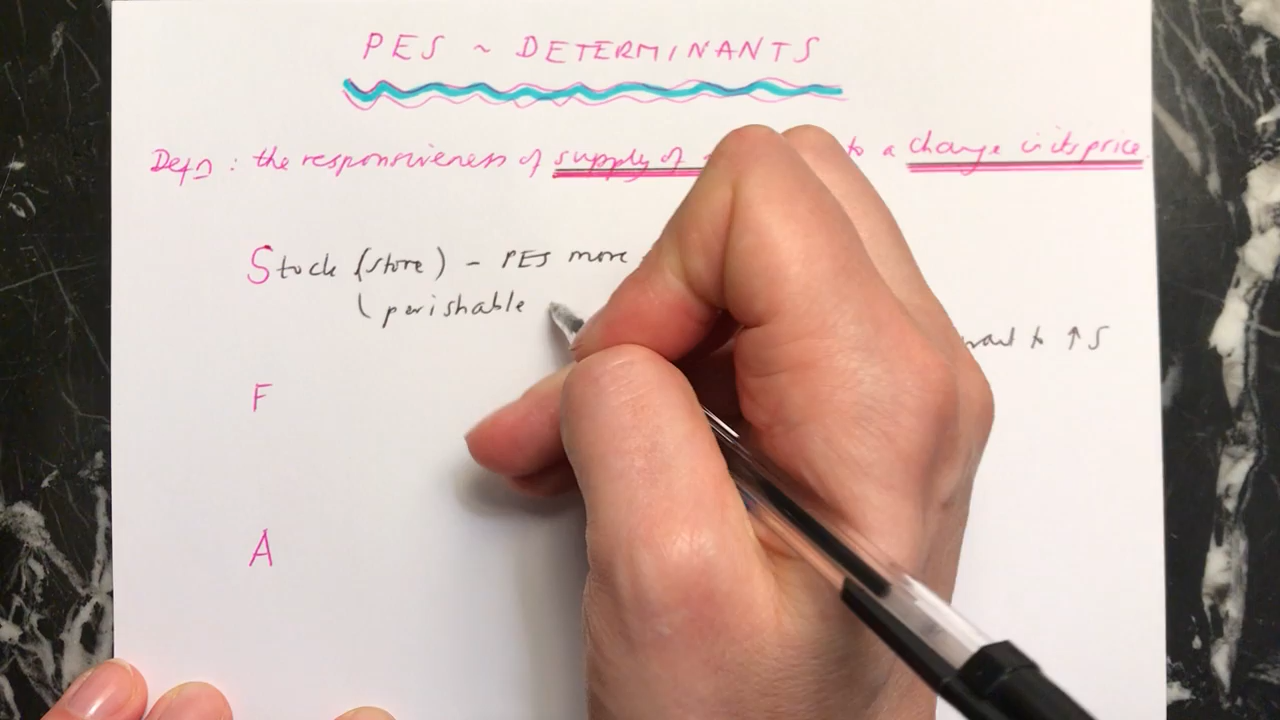 PES ~ DETERMINANTS
Defn : the responsiveness of supply of to a change in its price.
Stock (store) - PES more
( perishable
want to ↑ S
F
A